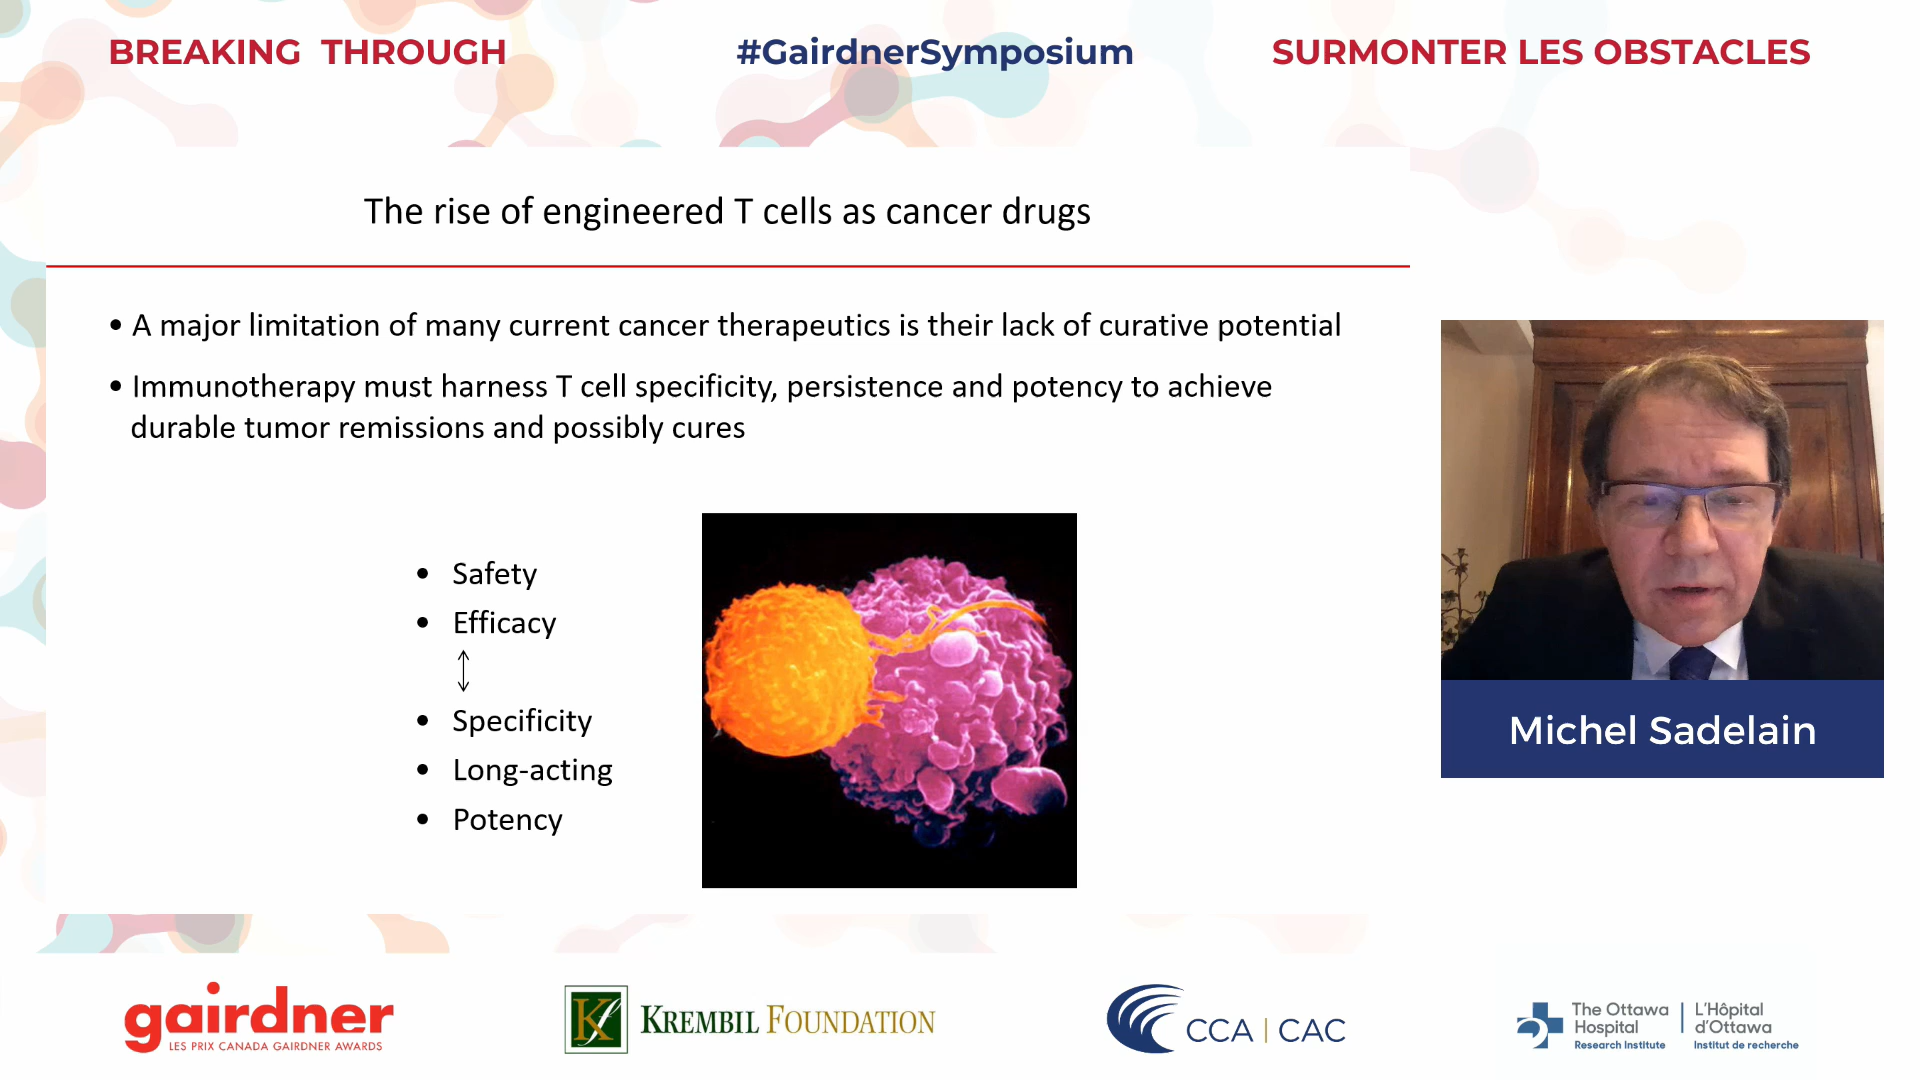 BREAKING THROUGH
#GairdnerSymposium
SURMONTER LES OBSTACLES
The rise of engineered T cells as cancer drugs
• A major limitation of many current cancer therapeutics is their lack of curative potential
• Immunotherapy must harness T cell specificity, persistence and potency to achieve
durable tumor remissions and possibly cures
• Safety
• Efficacy
↕
• Specificity
• Long-acting
• Potency
Michel Sadelain
gairdner
LES PRIX CANADA GAIRDNER AWARDS
Kf
KREMBIL FOUNDATION
CCA | CAC
The Ottawa
Hospital
Research Institute
L'Hôpital
d'Ottawa
Institut de recherche